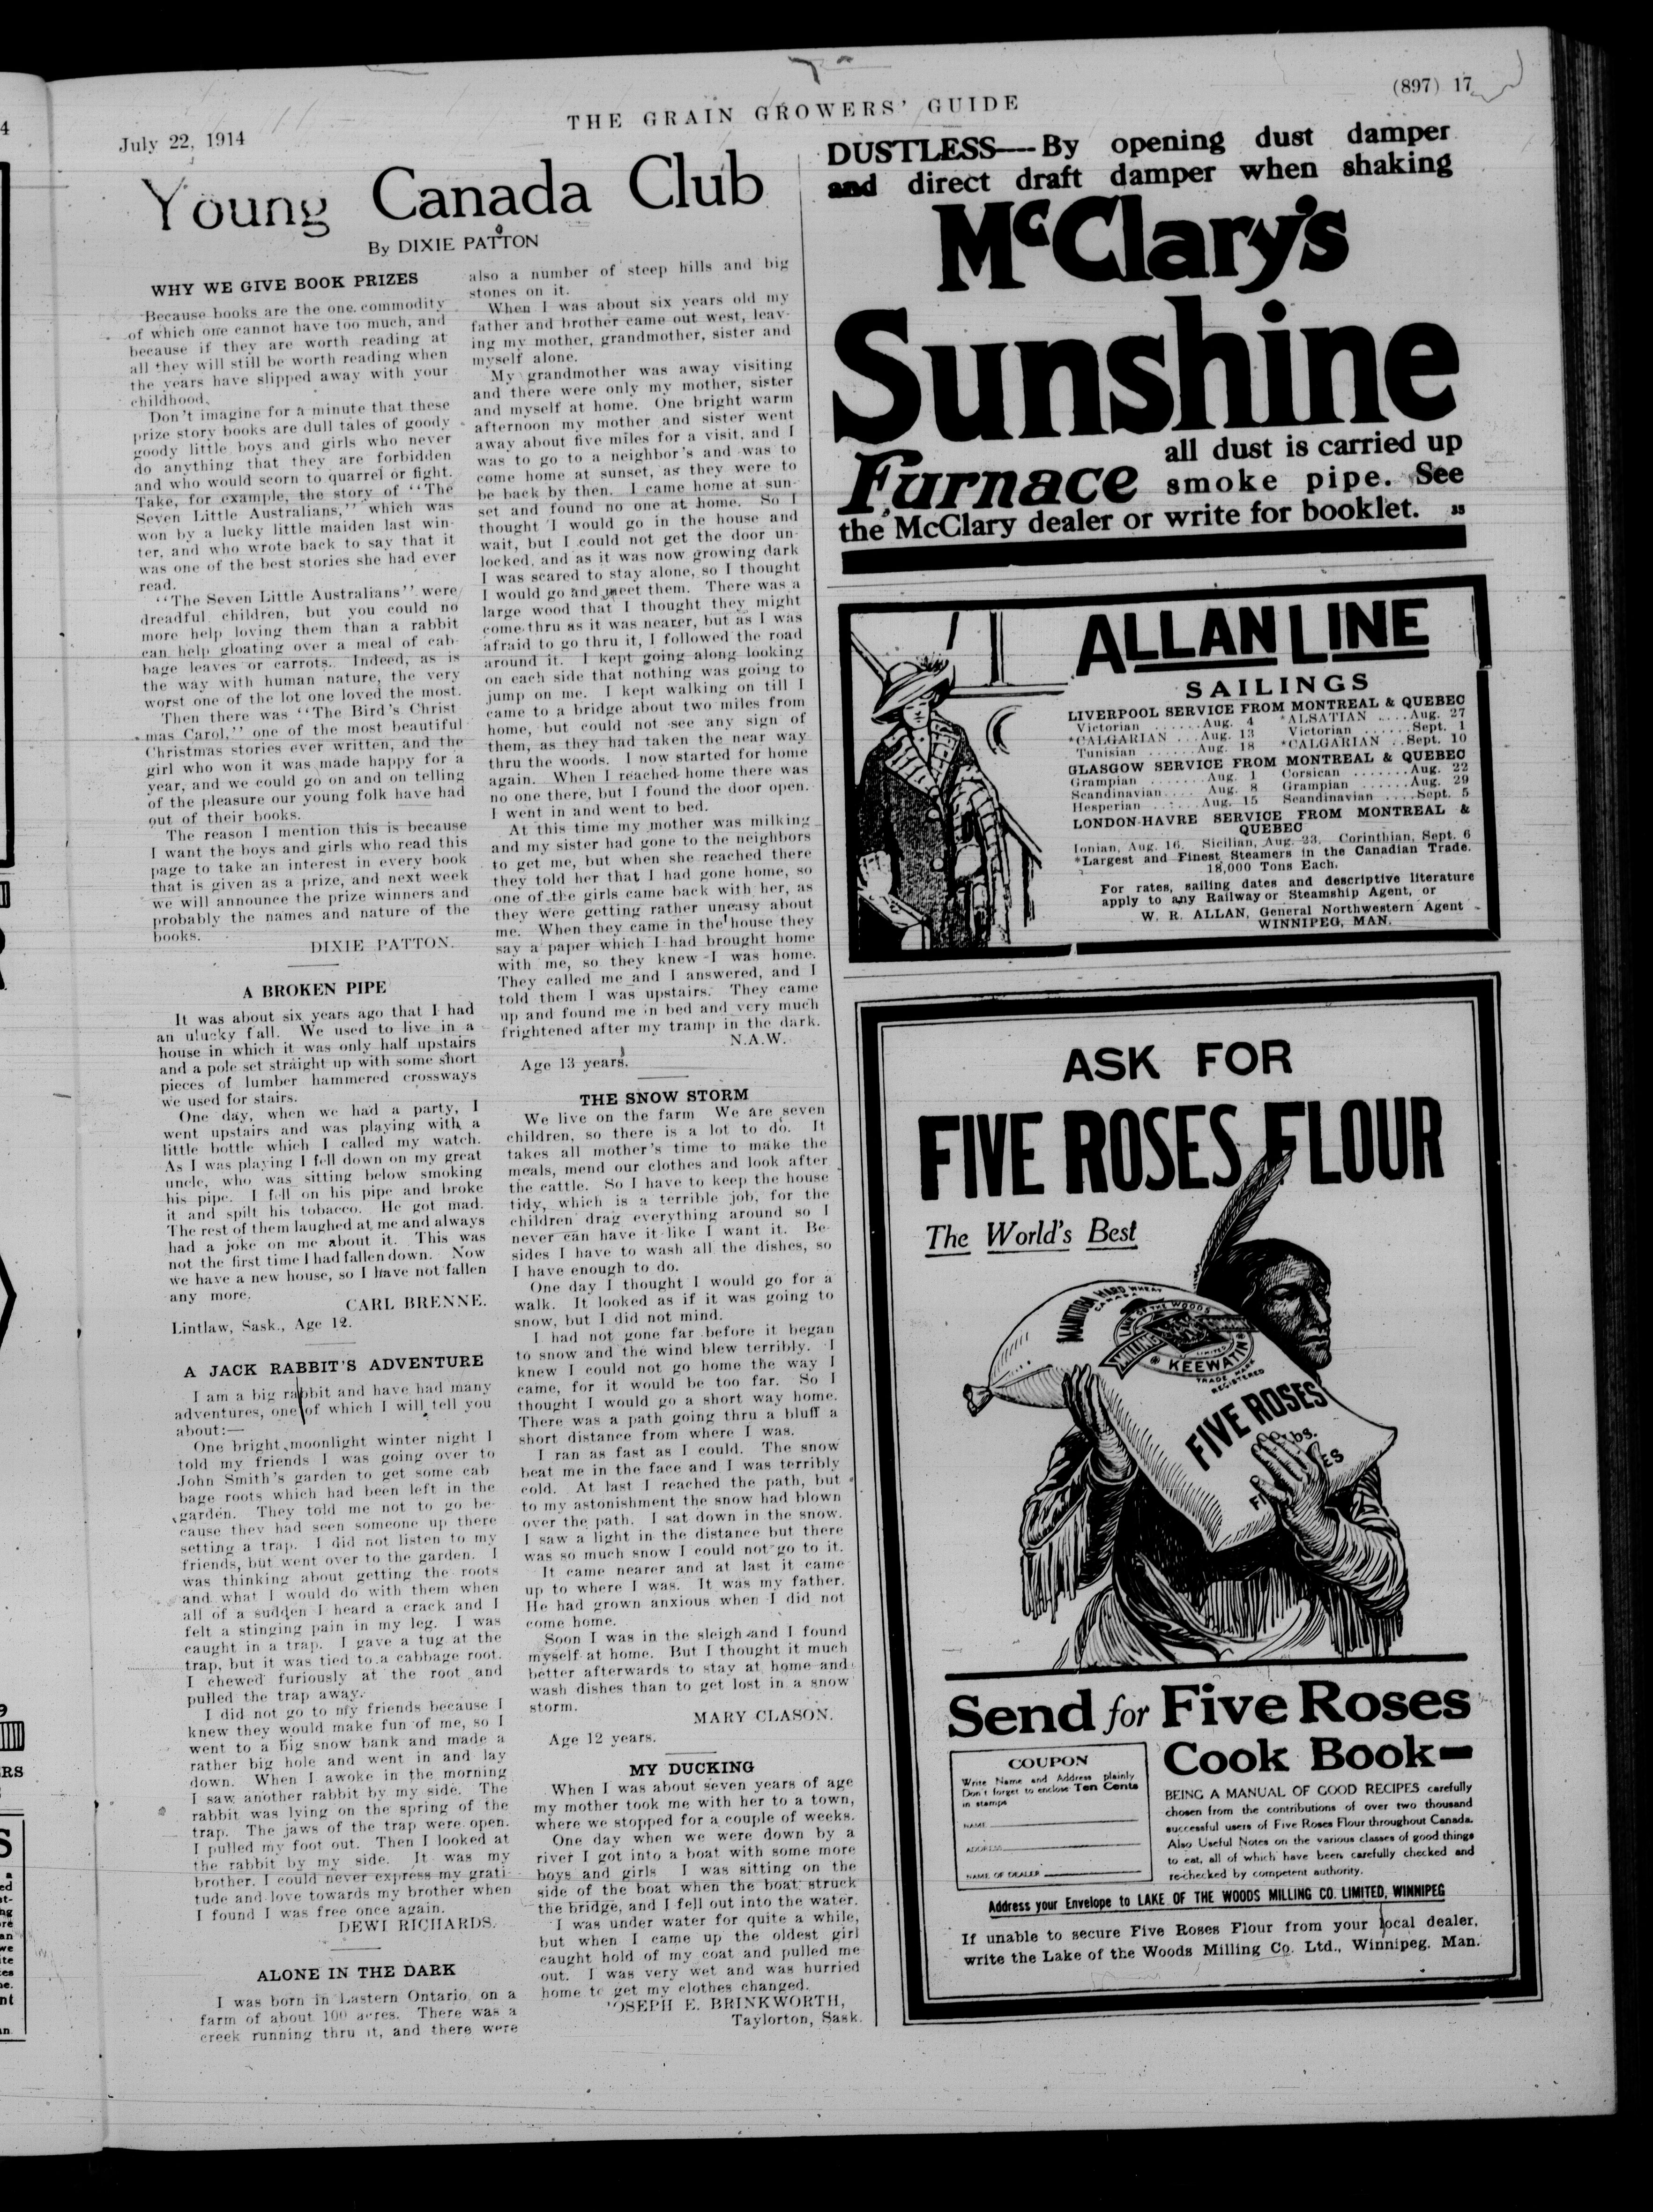 (897) 17
THE GRAIN GROWERS' GUIDE
July 22, 1914
Young Canada Club
By DIXIE PATTON
WHY WE GIVE BOOK PRIZES
Because books are the one commodity
of which one cannot have too much, and
because if they are worth reading at
all they will still be worth reading when
the years have slipped away with your
childhood.
Don't imagine for a minute that these
prize story books are dull tales of goody
goody little boys and girls who never
do anything that they are forbidden
and who would scorn to quarrel or fight.
Take, for example, the story of "The
Seven Little Australians," which was
won by a lucky little maiden last win-
ter, and who wrote back to say that it
was one of the best stories she had ever
read.
"The Seven Little Australians" were
dreadful children, but you could no
more help loving them than a rabbit
can help gloating over a meal of cab-
bage leaves or carrots. Indeed, as is
the way with human nature, the very
worst one of the lot one loved the most.
Then there was "The Bird's Christ
mas Carol," one of the most beautiful
Christmas stories ever written, and the
girl who won it was made happy for a
year, and we could go on and on telling
of the pleasure our young folk have had
out of their books.
The reason I mention this is because
I want the boys and girls who read this
page to take an interest in every book
that is given as a prize, and next week
we will announce the prize winners and
probably the names and nature of the
books.
DIXIE PATTON.
A BROKEN PIPE
It was about six years ago that I had
an ulucky fall. We used to live in a
house in which it was only half upstairs
and a pole set straight up with some short
pieces of lumber hammered crossways
we used for stairs.
One day, when we had a party, I
went upstairs and was playing with a
little bottle which I called my watch.
As I was playing I fell down on my great
uncle, who was sitting below smoking
his pipe. I fell on his pipe and broke
it and spilt his tobacco. He got mad.
The rest of them laughed at me and always
had a joke on me about it. This was
not the first time I had fallen down. Now
we have a new house, so I have not fallen
any more.
CARL BRENNE.
Lintlaw, Sask., Age 12.
A JACK RABBIT'S ADVENTURE
I am a big rabbit and have had many
adventures, one of which I will tell you
about:—
One bright moonlight winter night I
told my friends I was going over to
John Smith's garden to get some cab
bage roots which had been left in the
garden. They told me not to go be-
cause they had seen someone up there
setting a trap. I did not listen to my
friends, but went over to the garden. I
was thinking about getting the roots
and what I would do with them when
all of a sudden I heard a crack and I
felt a stinging pain in my leg. I was
caught in a trap. I gave a tug at the
trap, but it was tied to a cabbage root.
I chewed furiously at the root and
pulled the trap away.
I did not go to my friends because I
knew they would make fun of me, so I
went to a big snow bank and made a
rather big hole and went in and lay
down. When I awoke in the morning
I saw another rabbit by my side. The
rabbit was lying on the spring of the
trap. The jaws of the trap were open.
I pulled my foot out. Then I looked at
the rabbit by my side. It was my
brother. I could never express my grati-
tude and love towards my brother when
I found I was free once again.
DEWI RICHARDS.
ALONE IN THE DARK
I was born in Eastern Ontario on a
farm of about 100 acres. There was a
creek running thru it, and there were
also a number of steep hills and big
stones on it.
When I was about six years old my
father and brother came out west, leav-
ing my mother, grandmother, sister and
myself alone.
My grandmother was away visiting
and there were only my mother, sister
and myself at home. One bright warm
afternoon my mother and sister went
away about five miles for a visit, and I
was to go to a neighbor's and was to
come home at sunset, as they were to
be back by then. I came home at sun-
set and found no one at home. So I
thought I would go in the house and
wait, but I could not get the door un-
locked, and as it was now growing dark
I was scared to stay alone, so I thought
I would go and meet them. There was a
large wood that I thought they might
come thru as it was nearer, but as I was
afraid to go thru it, I followed the road
around it. I kept going along looking
on each side that nothing was going to
jump on me. I kept walking on till I
came to a bridge about two miles from
home, but could not see any sign of
them, as they had taken the near way
thru the woods. I now started for home
again. When I reached home there was
no one there, but I found the door open.
I went in and went to bed.
At this time my mother was milking
and my sister had gone to the neighbors
to get me, but when she reached there
they told her that I had gone home, so
one of the girls came back with her, as
they were getting rather uneasy about
me. When they came in the house they
say a paper which I had brought home
with me, so they knew I was home.
They called me and I answered, and I
told them I was upstairs. They came
up and found me in bed and very much
frightened after my tramp in the dark.
N.A.W.
Age 13 years.
THE SNOW STORM
We live on the farm We are seven
children, so there is a lot to do. It
takes all mother's time to make the
meals, mend our clothes and look after
the cattle. So I have to keep the house
tidy, which is a terrible job, for the
children drag everything around so I
never can have it like I want it. Be-
sides I have to wash all the dishes, so
I have enough to do.
One day I thought I would go for a
walk. It looked as if it was going to
snow, but I did not mind.
I had not gone far before it began
to snow and the wind blew terribly. I
knew I could not go home the way I
came, for it would be too far. So I
thought I would go a short way home.
There was a path going thru a bluff a
short distance from where I was.
I ran as fast as I could. The snow
beat me in the face and I was terribly
cold. At last I reached the path, but
to my astonishment the snow had blown
over the path. I sat down in the snow.
I saw a light in the distance but there
was so much snow I could not go to it.
It came nearer and at last it came
up to where I was. It was my father.
He had grown anxious when I did not
come home.
Soon I was in the sleigh and I found
myself at home. But I thought it much
better afterwards to stay at home and
wash dishes than to get lost in a snow
storm.
MARY CLASON.
Age 12 years.
MY DUCKING
When I was about seven years of age
my mother took me with her to a town,
where we stopped for a couple of weeks.
One day when we were down by a
river I got into a boat with some more
boys and girls I was sitting on the
side of the boat when the boat struck
the bridge, and I fell out into the water.
I was under water for quite a while,
but when I came up the oldest girl
caught hold of my coat and pulled me
out. I was very wet and was hurried
home to get my clothes changed.
JOSEPH E. BRINKWORTH,
Taylorton, Sask.
DUSTLESS—By opening dust damper
and direct draft damper when shaking
McClary's
Sunshine
Furnace
all dust is carried up
smoke pipe. See
the McClary dealer or write for booklet. 35
ALLAN LINE
SAILINGS
LIVERPOOL SERVICE FROM MONTREAL & QUEBEC
Victorian ......Aug. 4 *ALSATIAN .....Aug. 27
*CALGARIAN ....Aug. 13 Victorian .......Sept. 1
Tunisian .......Aug. 18 *CALGARIAN ..Sept. 10
GLASGOW SERVICE FROM MONTREAL & QUEBEC
Grampian .......Aug. 1 Corsican ........Aug. 22
Scandinavian.... Aug. 8 Grampian .......Aug. 29
Hesperian ......Aug. 15 Scandinavian .....Sept. 5
LONDON-HAVRE SERVICE FROM MONTREAL &
QUEBEC
Ionian, Aug. 16. Sicilian, Aug. 23. Corinthian, Sept. 6
*Largest and Finest Steamers in the Canadian Trade.
18,000 Tons Each.
For rates, sailing dates and descriptive literature
apply to any Railway or Steamship Agent, or
W. R. ALLAN, General Northwestern Agent
WINNIPEG, MAN.
ASK FOR
FIVE ROSES FLOUR
The World's Best
MANITOBA HARD WHEAT
CANADA
LAKE OF THE WOODS
MILLING
LIMITED
KEEWATIN
TRADE MARK
REGISTERED
FIVE ROSES
lbs.
Send for Five Roses
Cook Book—
COUPON
Write Name and Address plainly
Don't forget to enclose Ten Cents
in stamps
NAME
ADDRESS
NAME OF DEALER
BEING A MANUAL OF GOOD RECIPES carefully
chosen from the contributions of over two thousand
successful users of Five Roses Flour throughout Canada.
Also Useful Notes on the various classes of good things
to eat, all of which have been carefully checked and
re-checked by competent authority.
Address your Envelope to LAKE OF THE WOODS MILLING CO. LIMITED, WINNIPEG
If unable to secure Five Roses Flour from your local dealer,
write the Lake of the Woods Milling Co. Ltd., Winnipeg, Man.